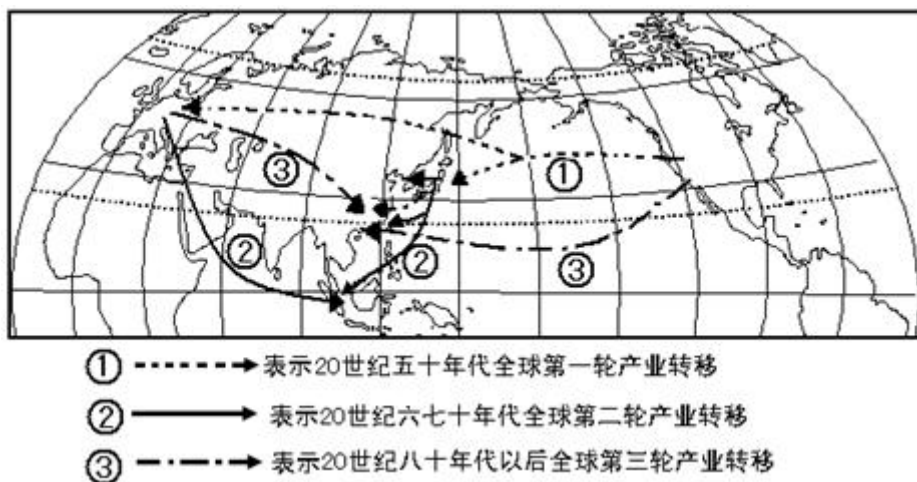 ①
③
②
②
③
① 表示20世纪五十年代全球第一轮产业转移
② 表示20世纪六七十年代全球第二轮产业转移
③ 表示20世纪八十年代以后全球第三轮产业转移